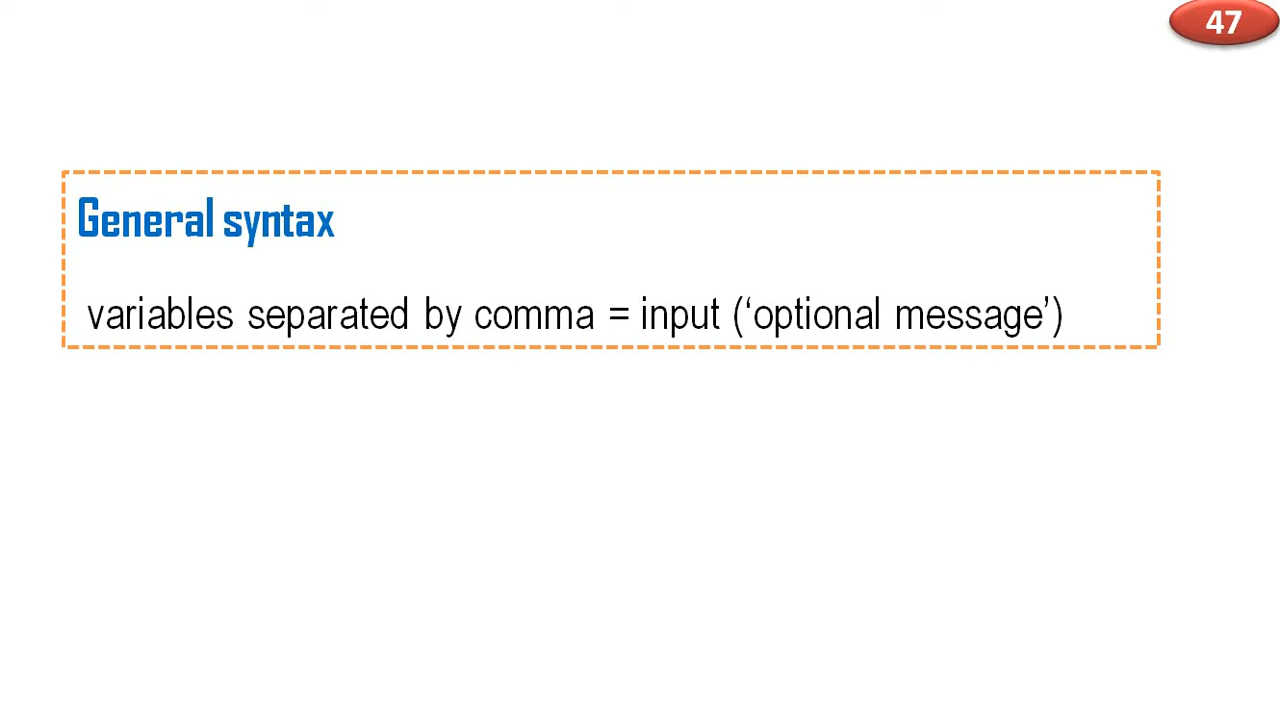 47
General syntax
variables separated by comma = input (‘optional message’)